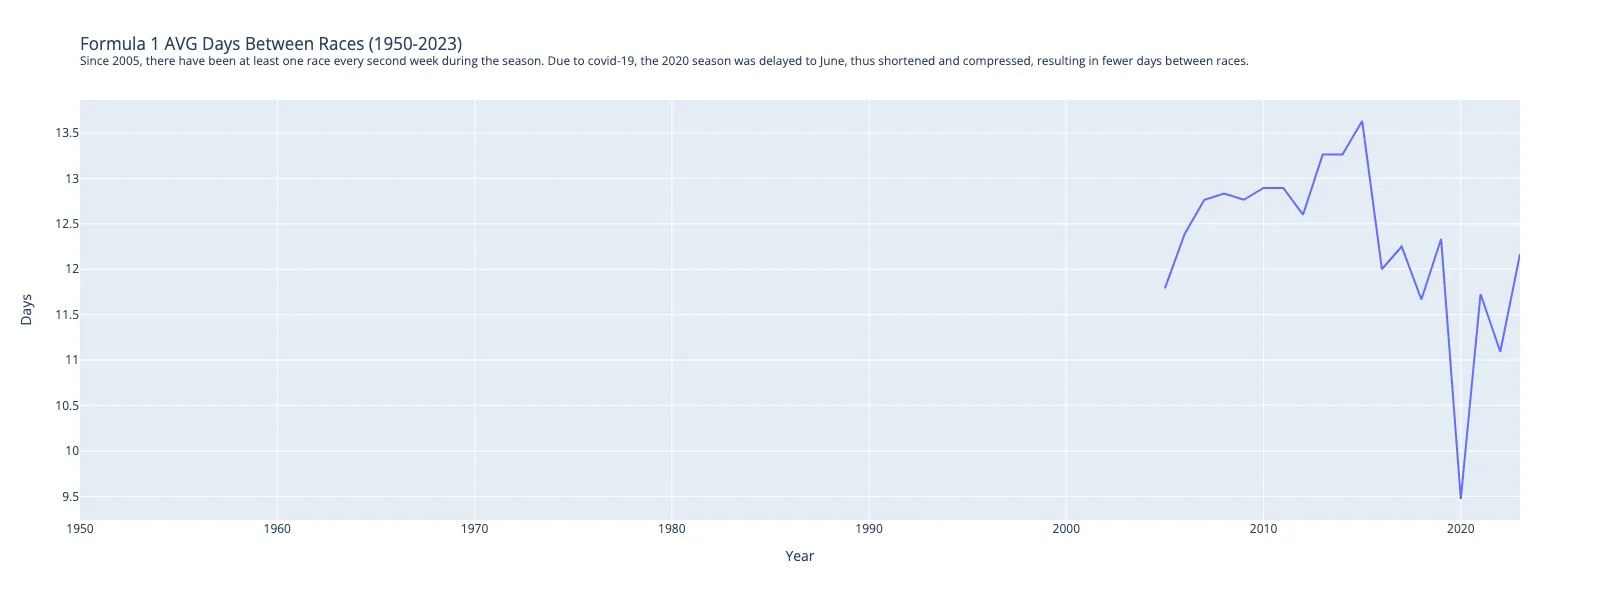 Formula 1 AVG Days Between Races (1950-2023)
Since 2005, there have been at least one race every second week during the season. Due to covid-19, the 2020 season was delayed to June, thus shortened and compressed, resulting in fewer days between races.
13.5
13
12.5
12
11.5
11
10.5
10
9.5
Days
1950 1960 1970 1980 1990 2000 2010 2020
Year